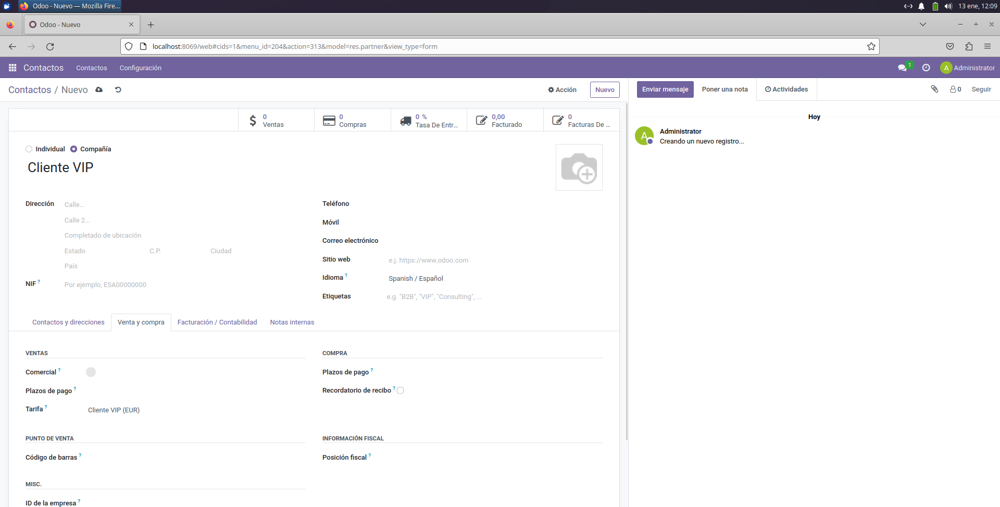 Odoo - Nuevo — Mozilla Fire...
13 ene, 12:09
Odoo - Nuevo
localhost:8069/web#cids=1&menu_id=204&action=313&model=res.partner&view_type=form
Contactos Contactos Configuración
1 A Administrator
Contactos / Nuevo
Acción Nuevo
Enviar mensaje Poner una nota Actividades 0 Seguir
0
Ventas
0
Compras
0 %
Tasa De Entr...
0,00
Facturado
0
Facturas De ...
Hoy
A Administrator
Creando un nuevo registro...
Individual Compañía
Cliente VIP
Dirección Calle...
Calle 2...
Completado de ubicación
Estado C.P. Ciudad
País
NIF ? Por ejemplo, ESA00000000
Teléfono
Móvil
Correo electrónico
Sitio web e.j. https://www.odoo.com
Idioma ? Spanish / Español
Etiquetas e.g. "B2B", "VIP", "Consulting", ...
Contactos y direcciones Venta y compra Facturación / Contabilidad Notas internas
VENTAS
Comercial ?
Plazos de pago ?
Tarifa ? Cliente VIP (EUR)
COMPRA
Plazos de pago ?
Recordatorio de recibo ?
PUNTO DE VENTA
Código de barras ?
INFORMACIÓN FISCAL
Posición fiscal ?
MISC.
ID de la empresa ?